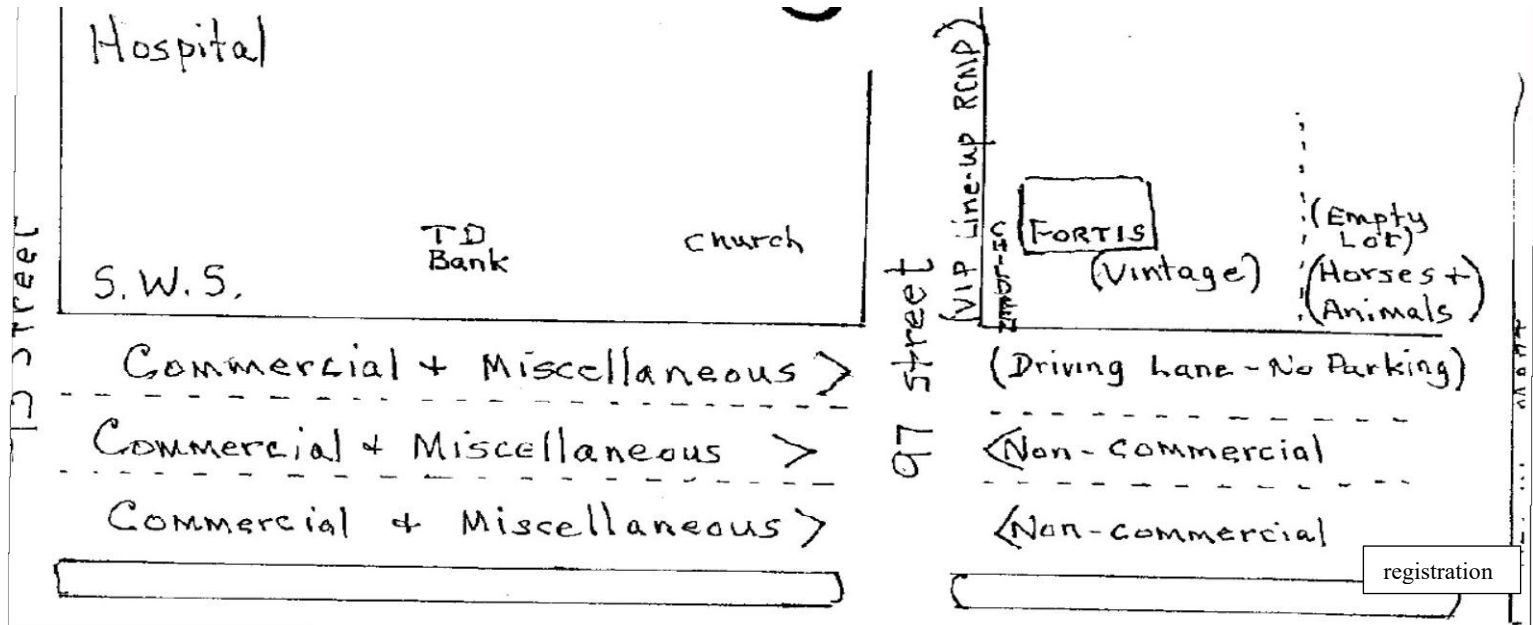 Hospital
TD
Bank
church
S.W.S.
Street
97 street
(VIP Line-up RCMP)
(FORTIS
(Vintage)
(Empty
Lot)
(Horses +
(Animals)
Commercial + Miscellaneous >
(Driving Lane - No Parking)
Commercial + Miscellaneous >
<Non-commercial
Commercial + Miscellaneous >
<Non-commercial
registration